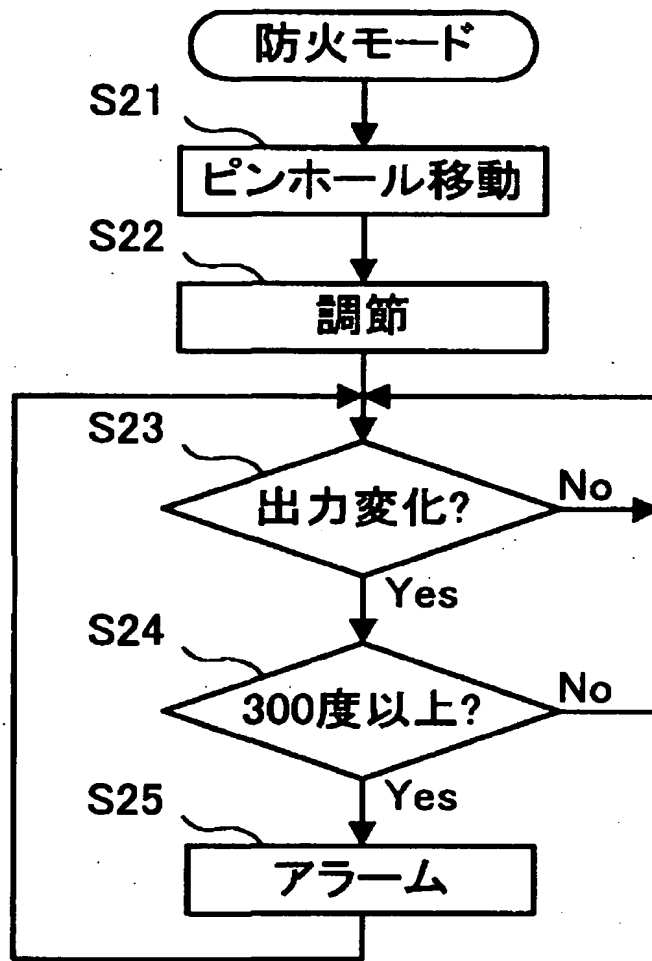 防火モード
S21
ピンホール移動
S22
調節
S23
出力変化?
No
Yes
S24
300度以上?
No
Yes
S25
アラーム